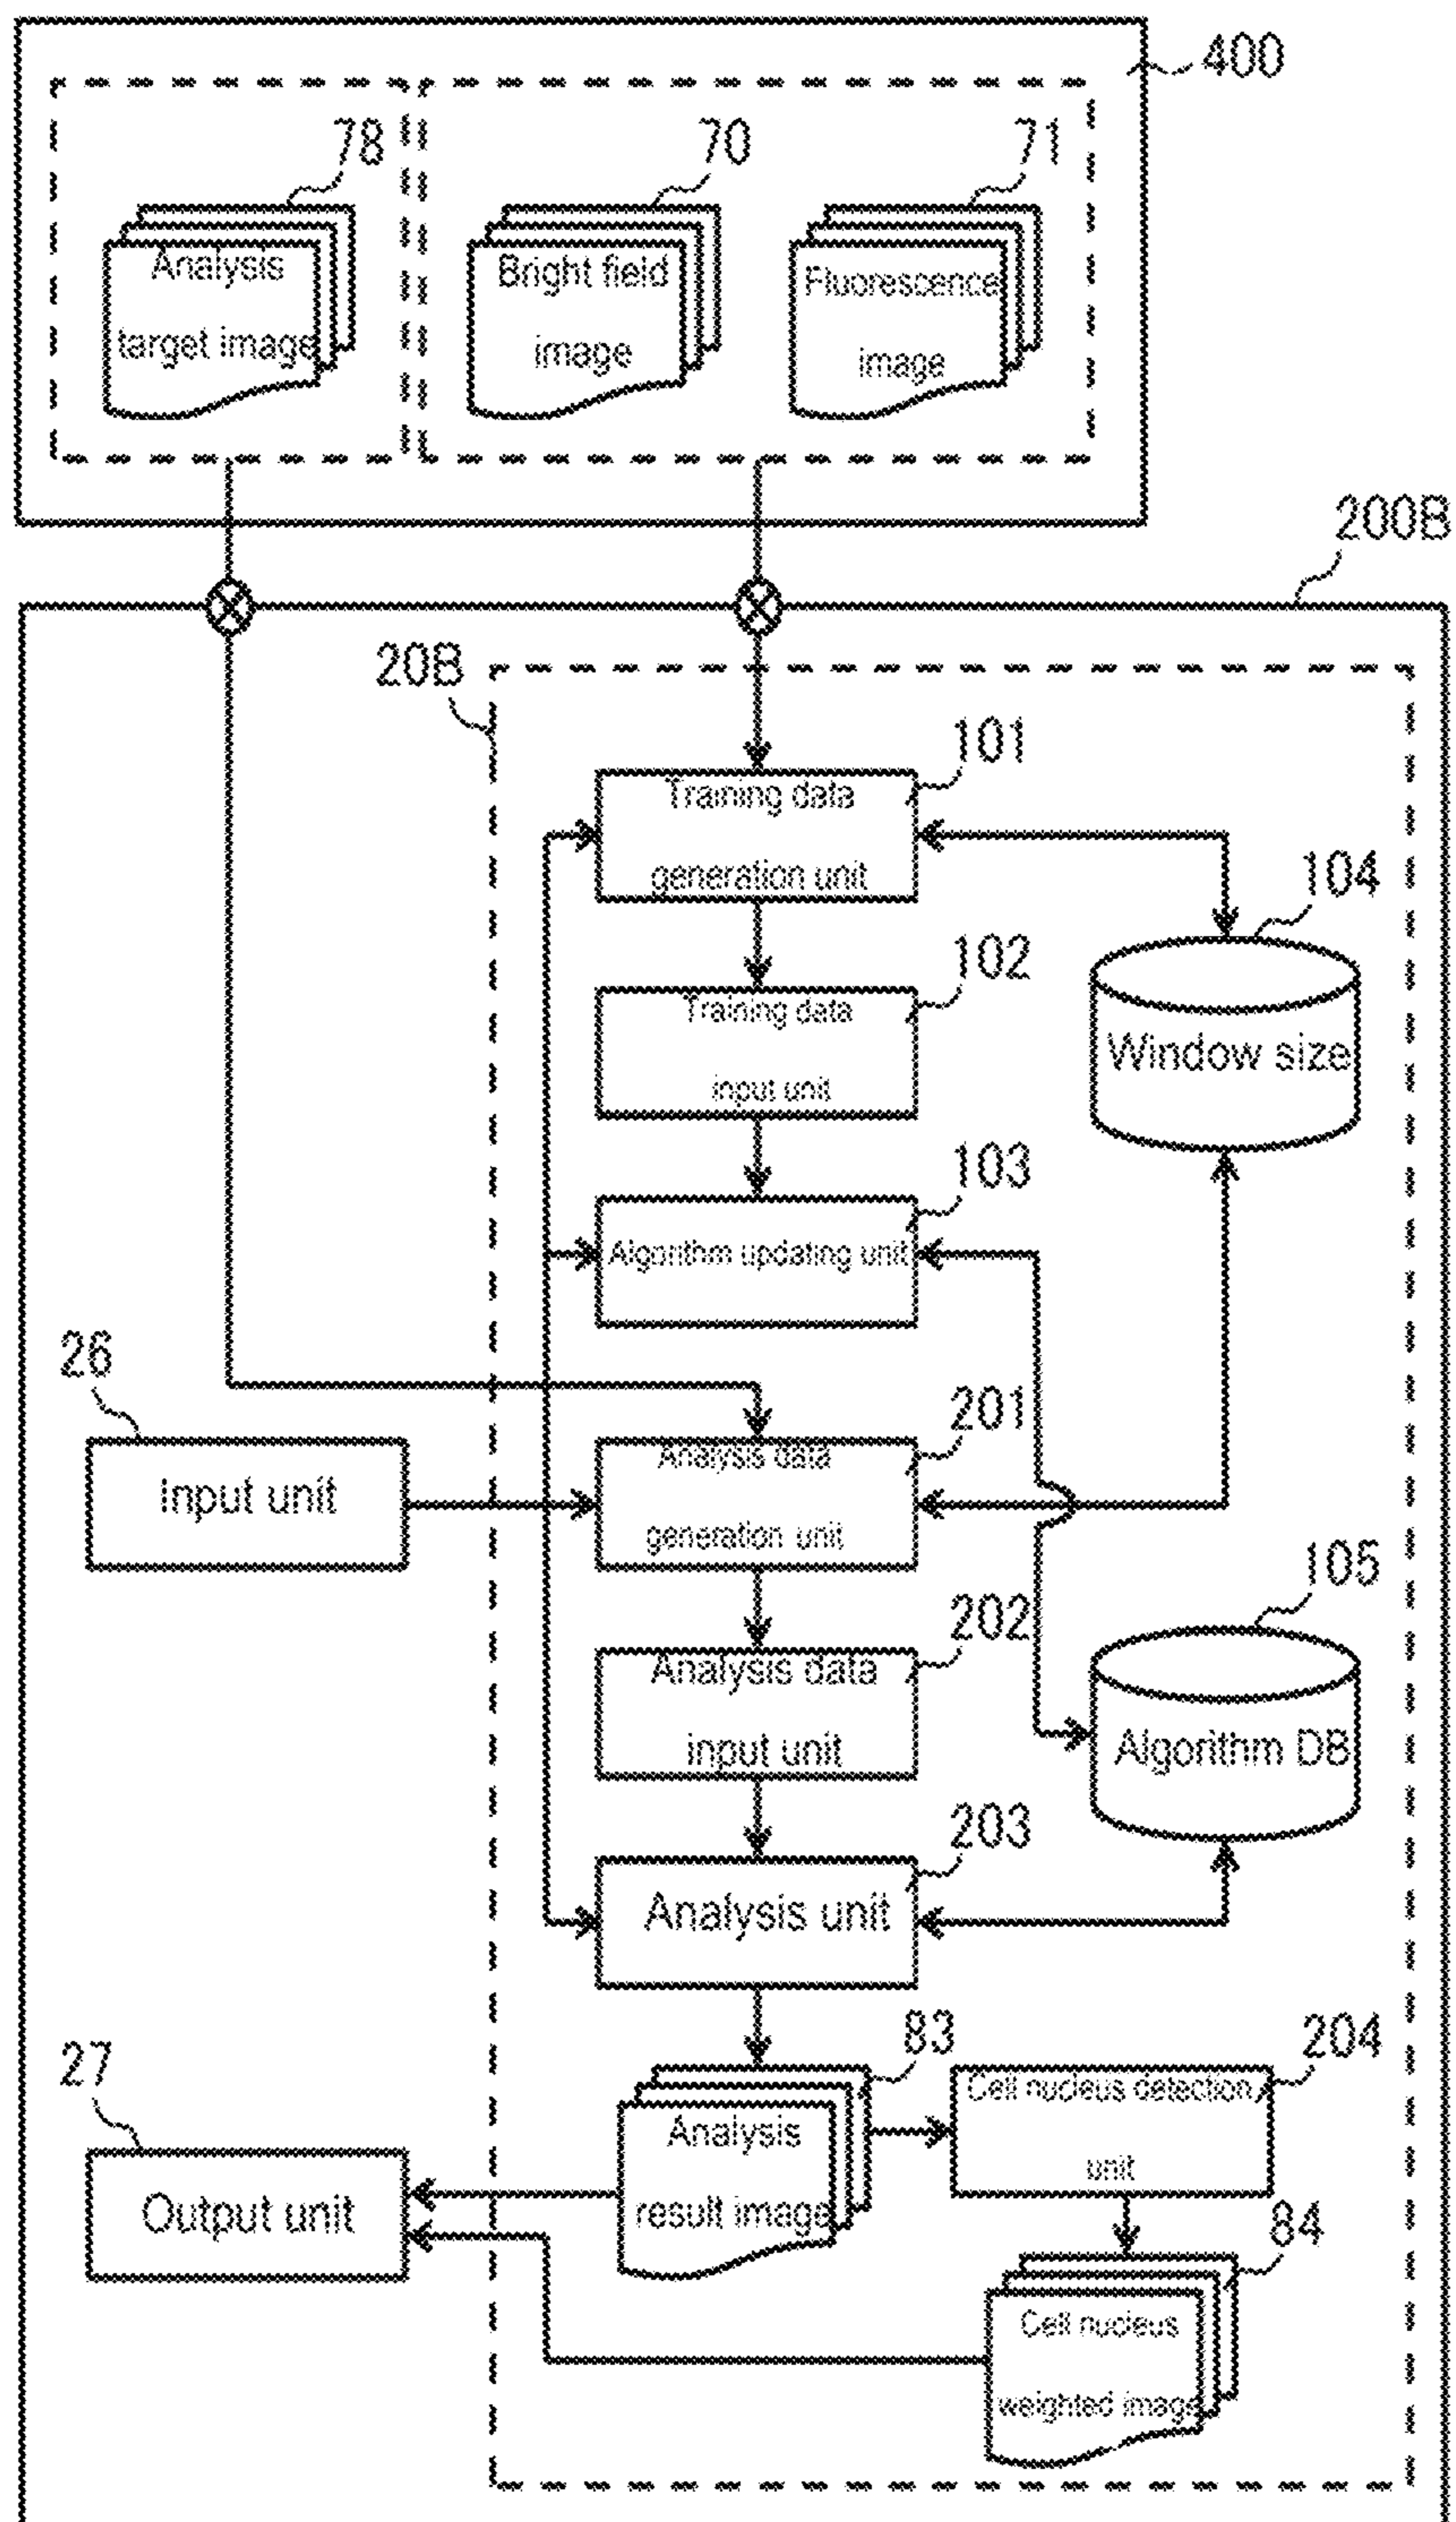 400
78
70
71
Analysis
target image
Bright field
image
Fluorescence
image
200B
20B
101
Training data
generation unit
104
Window size
102
Training data
input unit
103
Algorithm updating unit
26
Input unit
201
Analysis data
generation unit
105
Algorithm DB
202
Analysis data
input unit
203
Analysis unit
83
Analysis
result image
204
Cell nucleus detection
unit
27
Output unit
84
Cell nucleus
weighted image